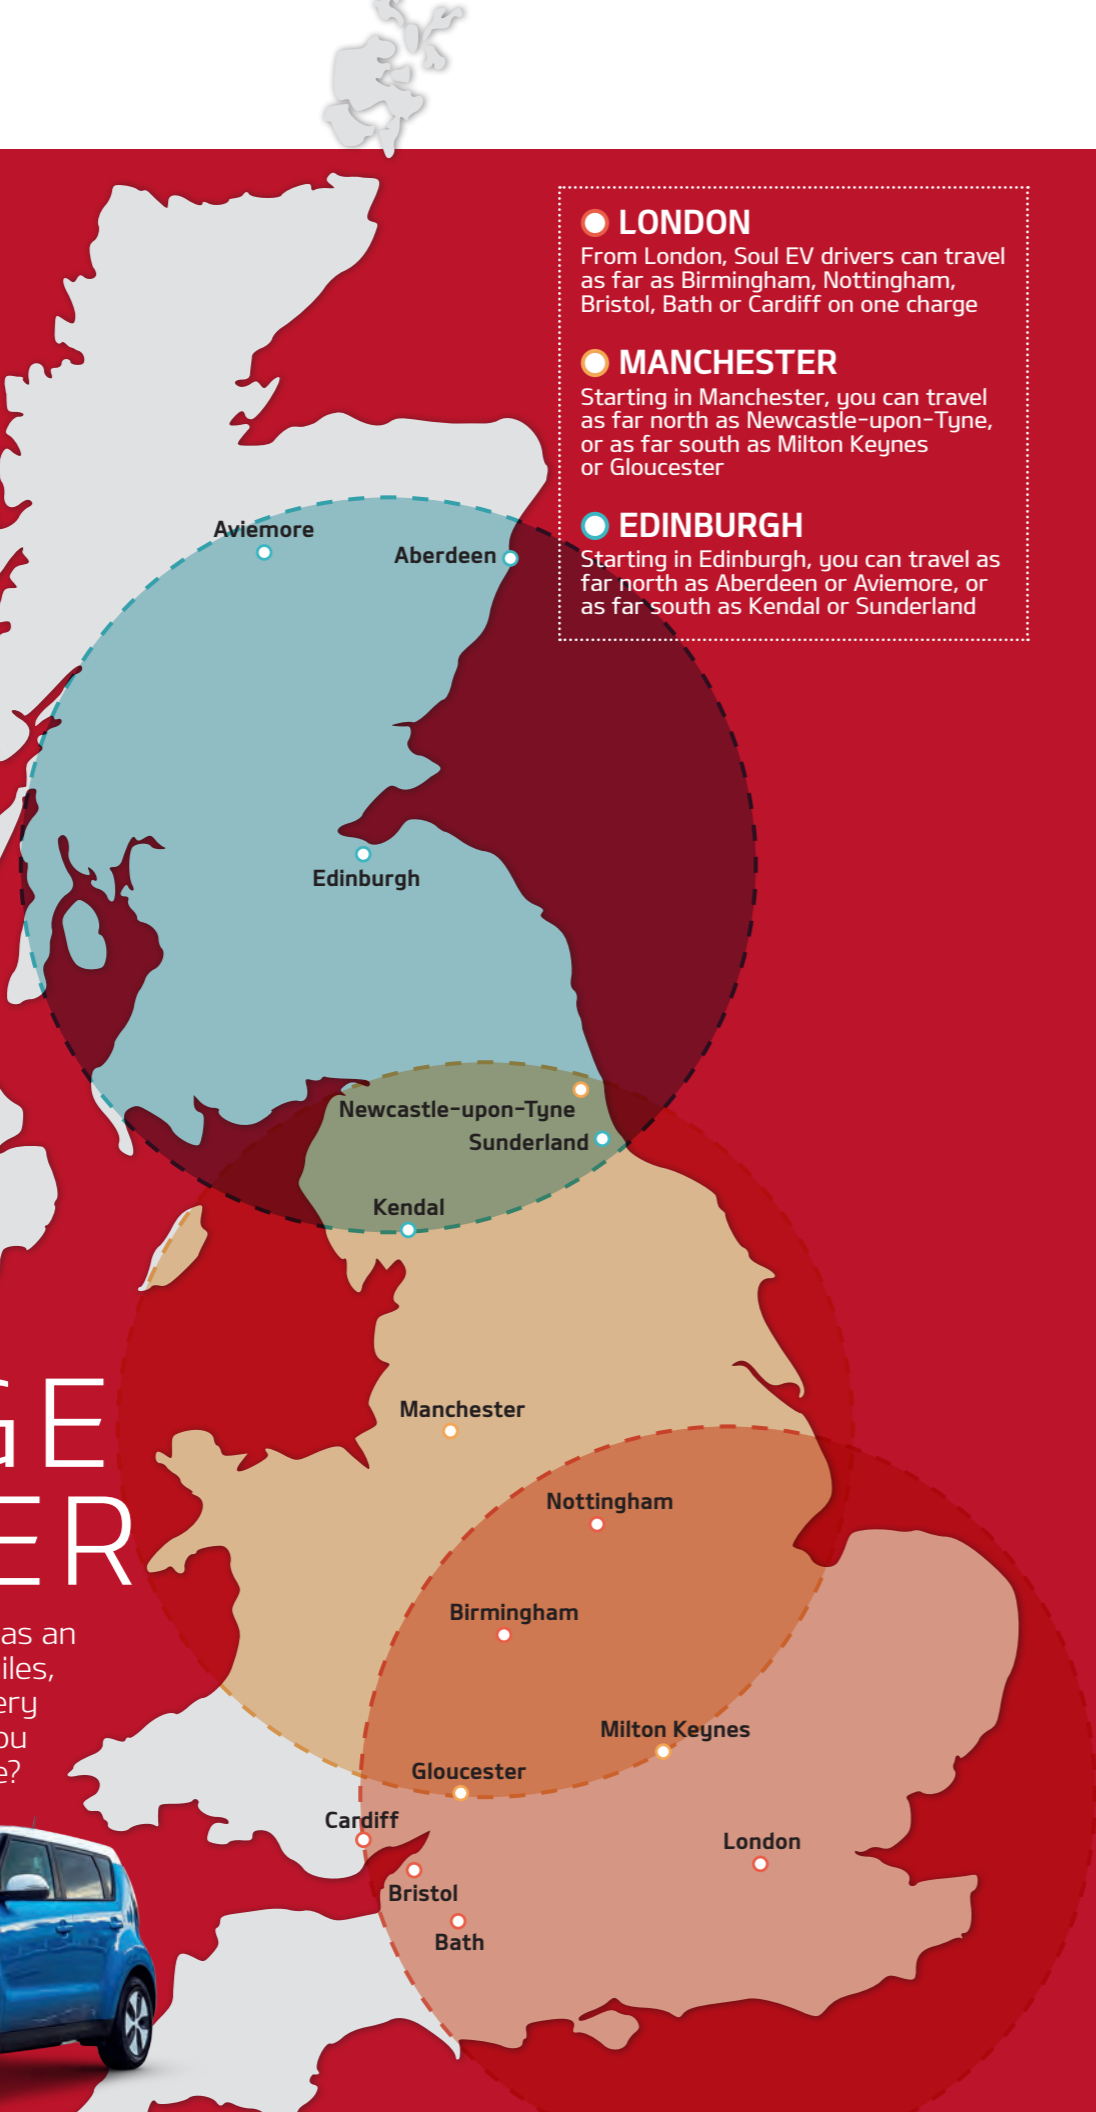 LONDON
From London, Soul EV drivers can travel
as far as Birmingham, Nottingham,
Bristol, Bath or Cardiff on one charge
MANCHESTER
Starting in Manchester, you can travel
as far north as Newcastle-upon-Tyne,
or as far south as Milton Keynes
or Gloucester
EDINBURGH
Starting in Edinburgh, you can travel as
far north as Aberdeen or Aviemore, or
as far south as Kendal or Sunderland
Aviemore
Aberdeen
Edinburgh
Newcastle-upon-Tyne
Sunderland
Kendal
Manchester
Nottingham
Birmingham
Milton Keynes
Gloucester
Cardiff
London
Bristol
Bath
GE
ER
as an
iles,
ery
ou
e?